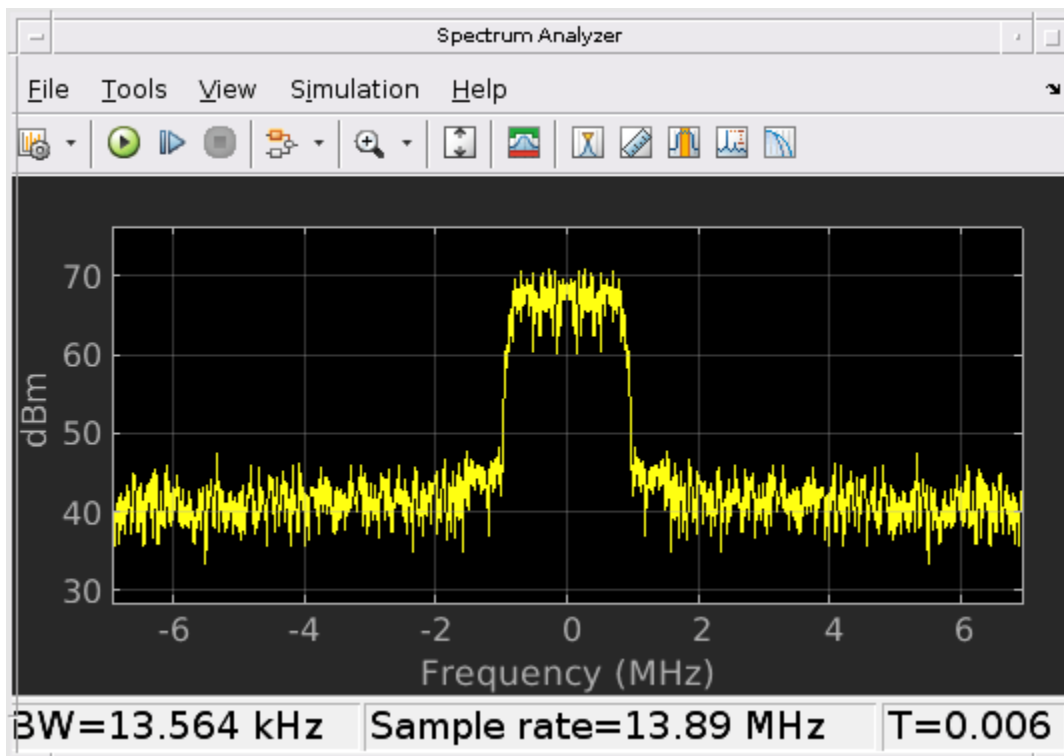 Spectrum Analyzer
File Tools View Simulation Help
70
60
50
40
30
dBm
-6 -4 -2 0 2 4 6
Frequency (MHz)
BW=13.564 kHz Sample rate=13.89 MHz T=0.006